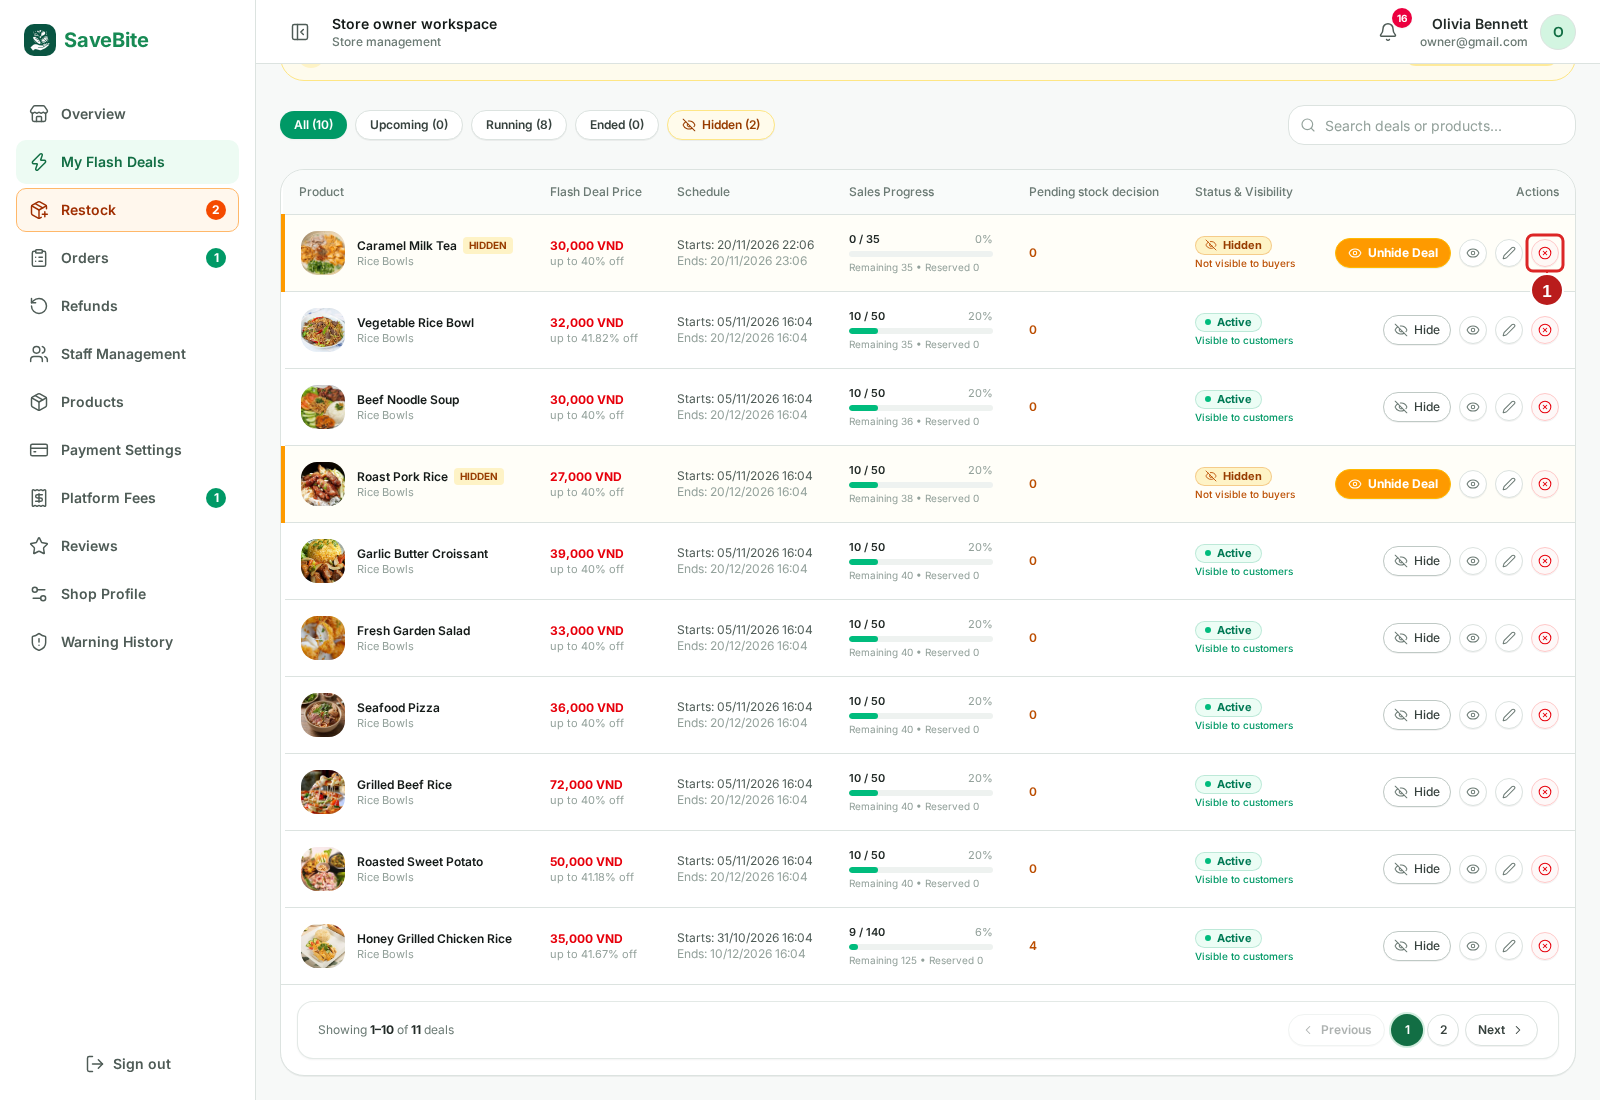 SaveBite
Store owner workspace
Store management
16
Olivia Bennett
owner@gmail.com
O
Overview
My Flash Deals
Restock 2
Orders 1
Refunds
Staff Management
Products
Payment Settings
Platform Fees 1
Reviews
Shop Profile
Warning History
Sign out
All (10) Upcoming (0) Running (8) Ended (0) Hidden (2)
Search deals or products...
Product Flash Deal Price Schedule Sales Progress Pending stock decision Status & Visibility Actions
Caramel Milk Tea HIDDEN 30,000 VND Starts: 20/11/2026 22:06 0 / 35 0% 0 Hidden Unhide Deal
Rice Bowls up to 40% off Ends: 20/11/2026 23:06 Remaining 35 • Reserved 0 Not visible to buyers
1
Vegetable Rice Bowl 32,000 VND Starts: 05/11/2026 16:04 10 / 50 20% 0 Active Hide
Rice Bowls up to 41.82% off Ends: 20/12/2026 16:04 Remaining 35 • Reserved 0 Visible to customers
Beef Noodle Soup 30,000 VND Starts: 05/11/2026 16:04 10 / 50 20% 0 Active Hide
Rice Bowls up to 40% off Ends: 20/12/2026 16:04 Remaining 36 • Reserved 0 Visible to customers
Roast Pork Rice HIDDEN 27,000 VND Starts: 05/11/2026 16:04 10 / 50 20% 0 Hidden Unhide Deal
Rice Bowls up to 40% off Ends: 20/12/2026 16:04 Remaining 38 • Reserved 0 Not visible to buyers
Garlic Butter Croissant 39,000 VND Starts: 05/11/2026 16:04 10 / 50 20% 0 Active Hide
Rice Bowls up to 40% off Ends: 20/12/2026 16:04 Remaining 40 • Reserved 0 Visible to customers
Fresh Garden Salad 33,000 VND Starts: 05/11/2026 16:04 10 / 50 20% 0 Active Hide
Rice Bowls up to 40% off Ends: 20/12/2026 16:04 Remaining 40 • Reserved 0 Visible to customers
Seafood Pizza 36,000 VND Starts: 05/11/2026 16:04 10 / 50 20% 0 Active Hide
Rice Bowls up to 40% off Ends: 20/12/2026 16:04 Remaining 40 • Reserved 0 Visible to customers
Grilled Beef Rice 72,000 VND Starts: 05/11/2026 16:04 10 / 50 20% 0 Active Hide
Rice Bowls up to 40% off Ends: 20/12/2026 16:04 Remaining 40 • Reserved 0 Visible to customers
Roasted Sweet Potato 50,000 VND Starts: 05/11/2026 16:04 10 / 50 20% 0 Active Hide
Rice Bowls up to 41.18% off Ends: 20/12/2026 16:04 Remaining 40 • Reserved 0 Visible to customers
Honey Grilled Chicken Rice 35,000 VND Starts: 31/10/2026 16:04 9 / 140 6% 4 Active Hide
Rice Bowls up to 41.67% off Ends: 10/12/2026 16:04 Remaining 125 • Reserved 0 Visible to customers
Showing 1–10 of 11 deals Previous 1 2 Next